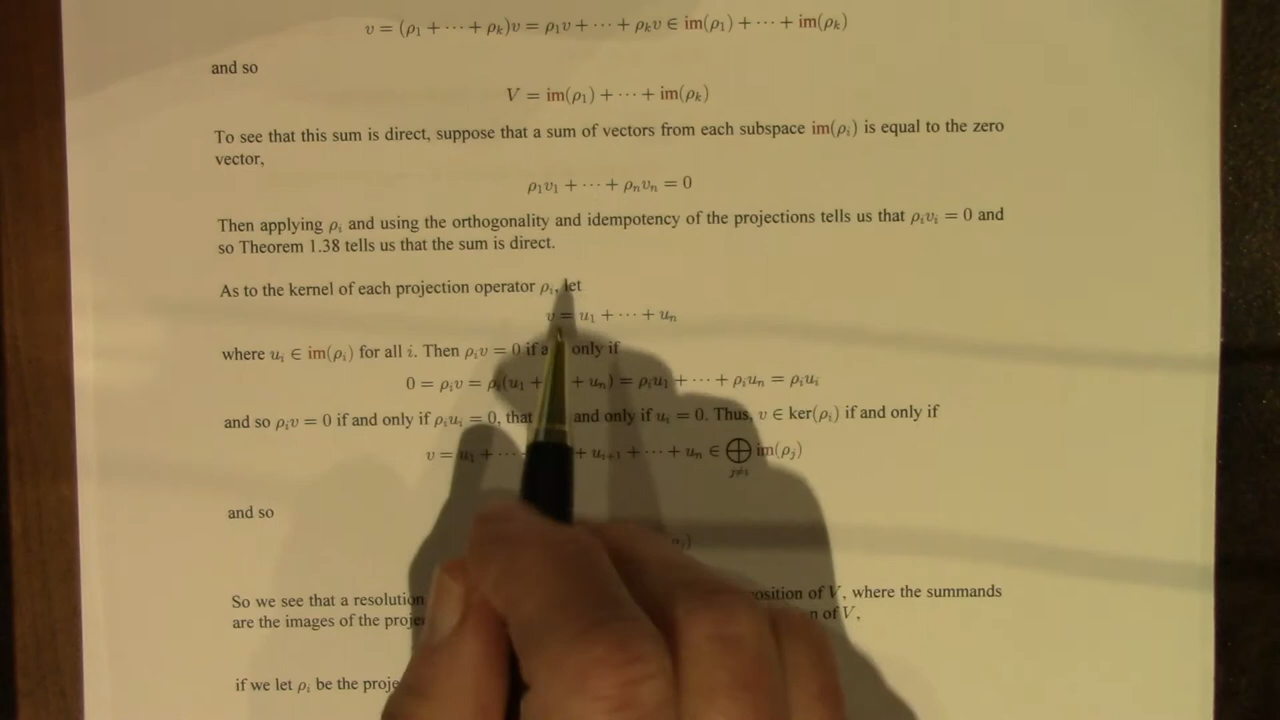 v = (ρ₁ + ⋯ + ρₖ)v = ρ₁v + ⋯ + ρₖv ∈ im(ρ₁) + ⋯ + im(ρₖ)
and so
V = im(ρ₁) + ⋯ + im(ρₖ)
To see that this sum is direct, suppose that a sum of vectors from each subspace im(ρᵢ) is equal to the zero
vector,
ρ₁v₁ + ⋯ + ρₙvₙ = 0
Then applying ρᵢ and using the orthogonality and idempotency of the projections tells us that ρᵢvᵢ = 0 and
so Theorem 1.38 tells us that the sum is direct.
As to the kernel of each projection operator ρᵢ, let
v = u₁ + ⋯ + uₙ
where uᵢ ∈ im(ρᵢ) for all i. Then ρᵢv = 0 if only if
0 = ρᵢv = ρᵢ(u₁ + + uₙ) = ρᵢu₁ + ⋯ + ρᵢuₙ = ρᵢuᵢ
and so ρᵢv = 0 if and only if ρᵢuᵢ = 0, that and only if uᵢ = 0. Thus, v ∈ ker(ρᵢ) if and only if
v = u₁ + ⋯ + uᵢ₊₁ + ⋯ + uₙ ∈ ⨁ im(ρⱼ)
j≠i
and so
So we see that a resolution of V, where the summands
are the images of the of V,
if we let ρᵢ be the